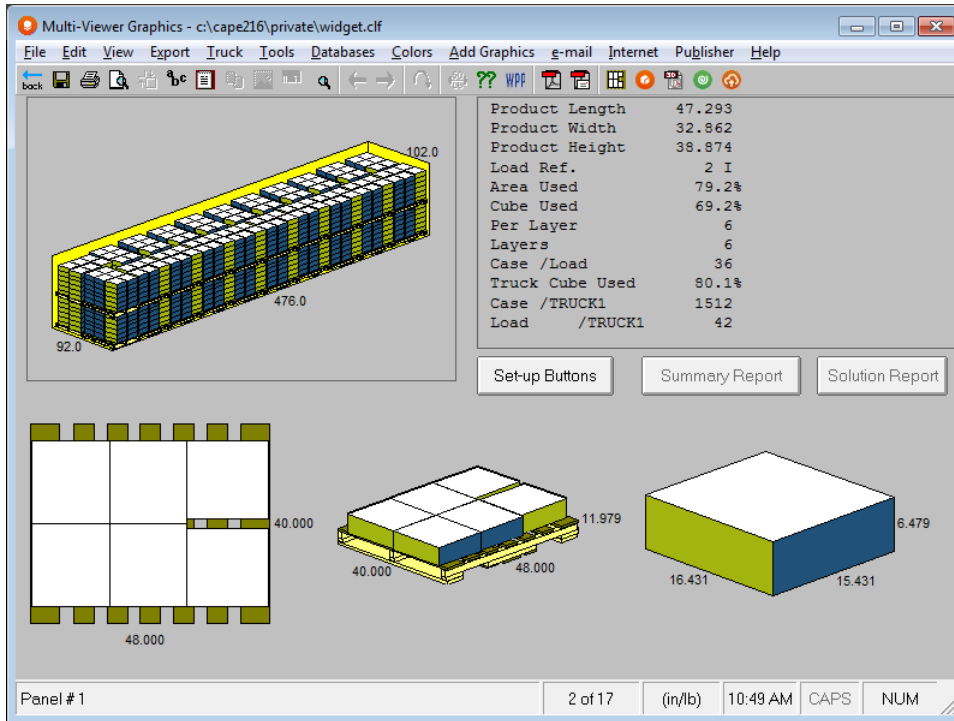 Multi-Viewer Graphics - c:\cape216\private\widget.clf
File Edit View Export Truck Tools Databases Colors Add Graphics e-mail Internet Publisher Help
back abc ?? WPF
102.0
476.0
92.0
Product Length 47.293
Product Width 32.862
Product Height 38.874
Load Ref. 2 I
Area Used 79.2%
Cube Used 69.2%
Per Layer 6
Layers 6
Case /Load 36
Truck Cube Used 80.1%
Case /TRUCK1 1512
Load /TRUCK1 42
Set-up Buttons Summary Report Solution Report
40.000
48.000
11.979
40.000 48.000
6.479
16.431 15.431
Panel # 1 2 of 17 (in/lb) 10:49 AM CAPS NUM